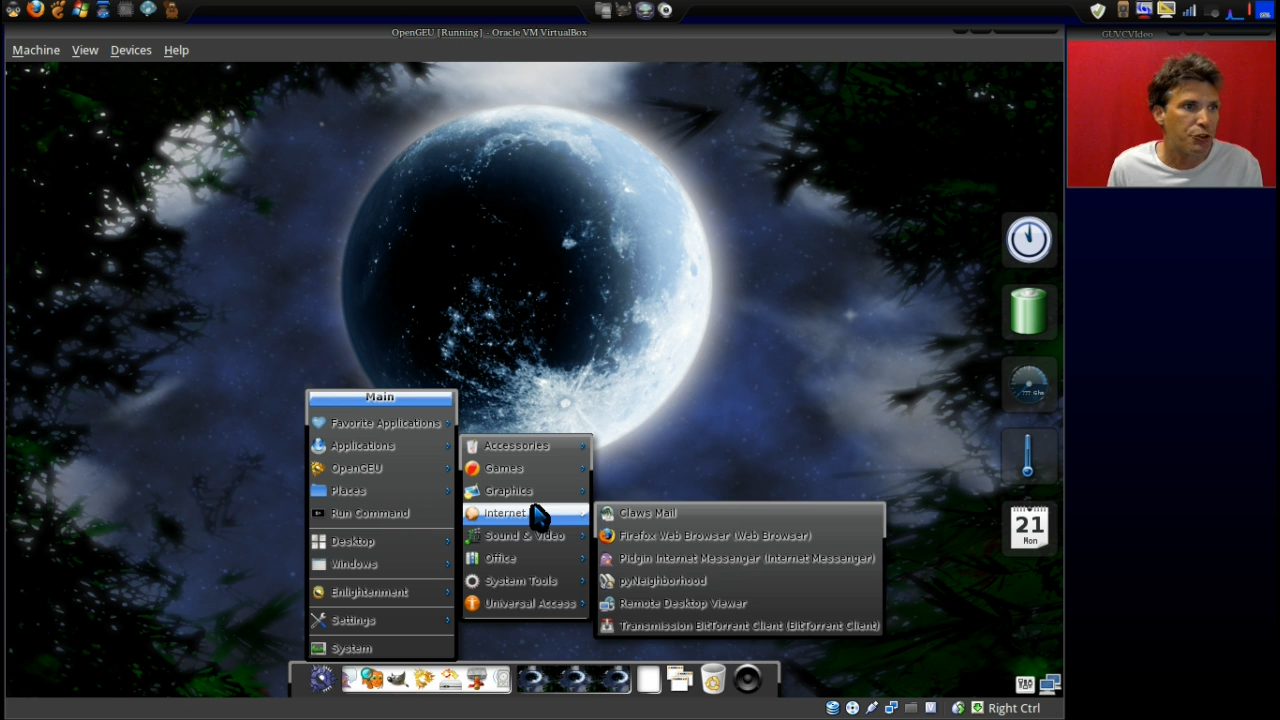 OpenGEU [Running] - Oracle VM VirtualBox
GUVCVideo
Machine View Devices Help
Main
Favorite Applications
Applications
OpenGEU
Places
Run Command
Desktop
Windows
Enlightenment
Settings
System
Accessories
Games
Graphics
Internet
Sound & Video
Office
System Tools
Universal Access
Claws Mail
Firefox Web Browser (Web Browser)
Pidgin Internet Messenger (Internet Messenger)
pyNeighborhood
Remote Desktop Viewer
Transmission BitTorrent Client (BitTorrent Client)
21
Mon
Right Ctrl